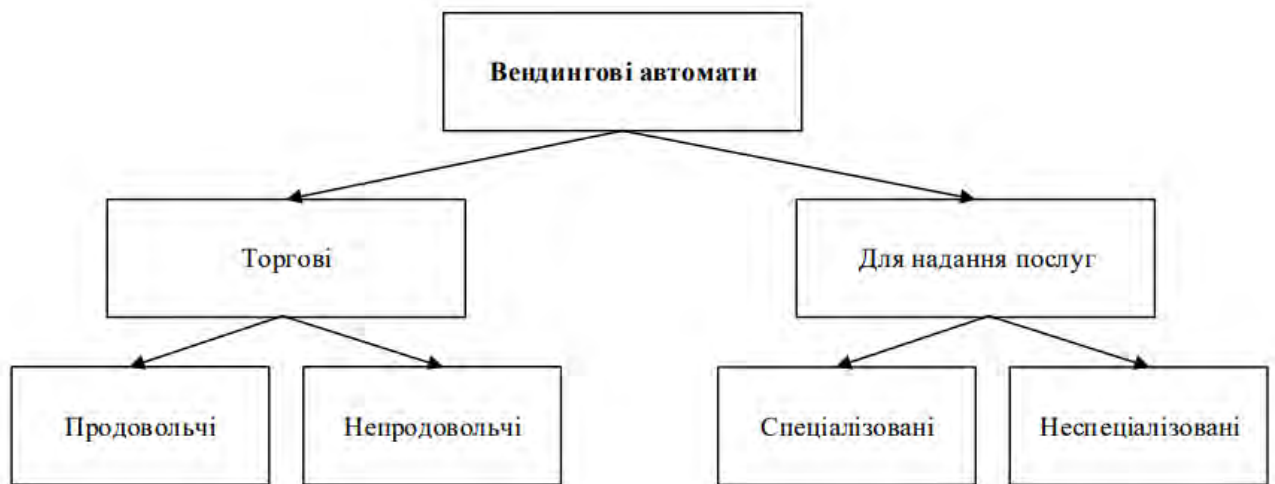 Вендингові автомати
Торгові
Для надання послуг
Продовольчі
Непродовольчі
Спеціалізовані
Неспеціалізовані